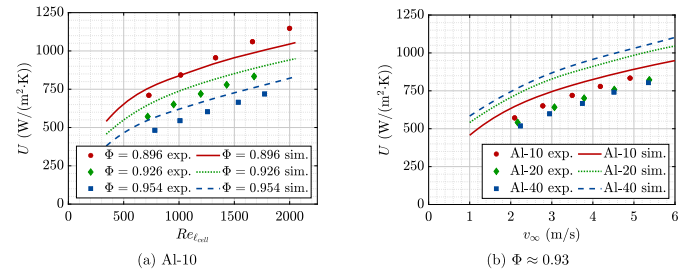 1250
1000
750
500
250
0
U (W/(m²·K))
Φ = 0.896 exp.
Φ = 0.896 sim.
Φ = 0.926 exp.
Φ = 0.926 sim.
Φ = 0.954 exp.
Φ = 0.954 sim.
0 500 1000 1500 2000
Re_{ℓ_{cell}}
(a) Al-10
1250
1000
750
500
250
0
U (W/(m²·K))
Al-10 exp.
Al-10 sim.
Al-20 exp.
Al-20 sim.
Al-40 exp.
Al-40 sim.
0 1 2 3 4 5 6
v∞ (m/s)
(b) Φ ≈ 0.93